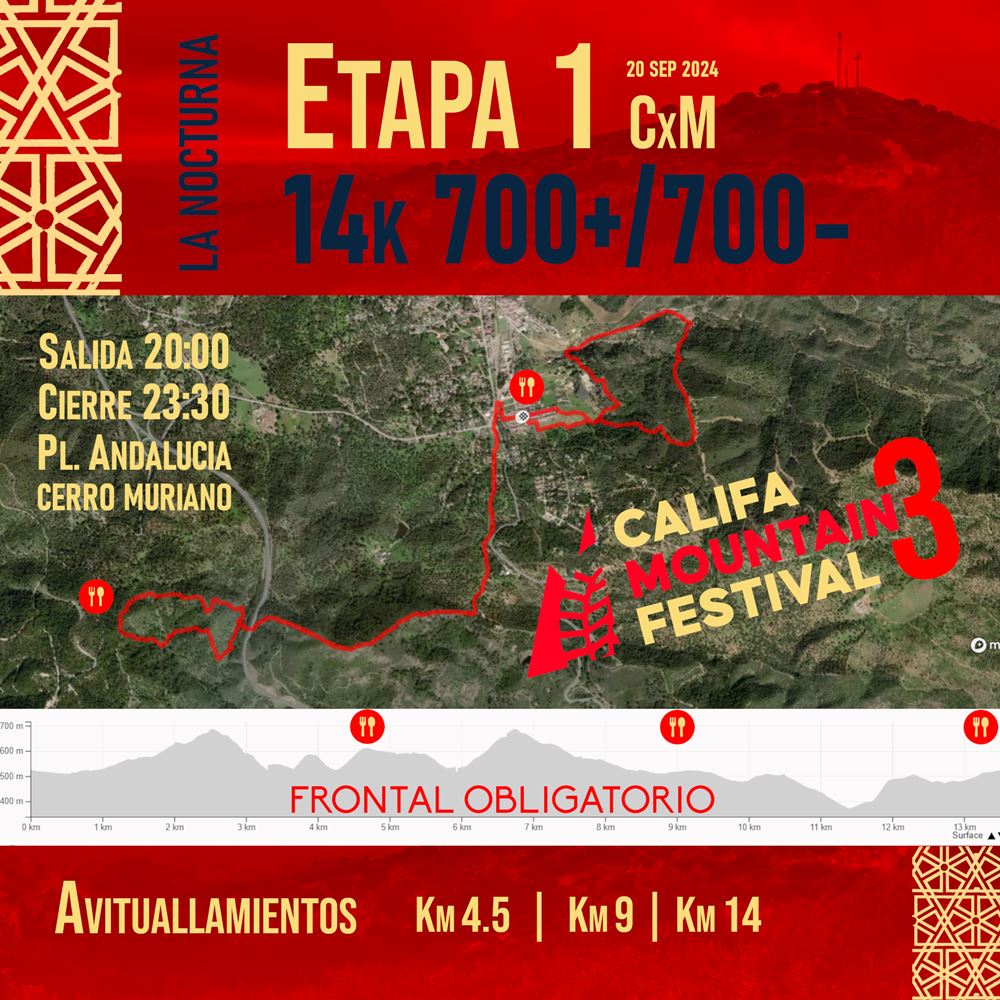 LA NOCTURNA
ETAPA 1
20 SEP 2024
CxM
14K 700+/700-
SALIDA 20:00
CIERRE 23:30
PL. ANDALUCIA
CERRO MURIANO
CALIFA
MOUNTAIN 3
FESTIVAL
m
700 m
600 m
500 m
400 m
FRONTAL OBLIGATORIO
0 km 1 km 2 km 3 km 4 km 5 km 6 km 7 km 8 km 9 km 10 km 11 km 12 km 13 km
Surface
AVITUALLAMIENTOS KM 4.5 | KM 9 | KM 14